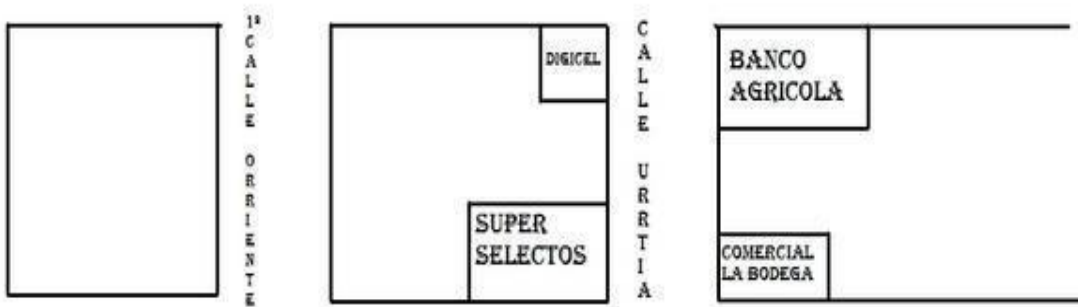 1ª CALLE ORRIENTE
DIGICEL
SUPER
SELECTOS
CALLE URRTIA
BANCO
AGRICOLA
COMERCIAL
LA BODEGA